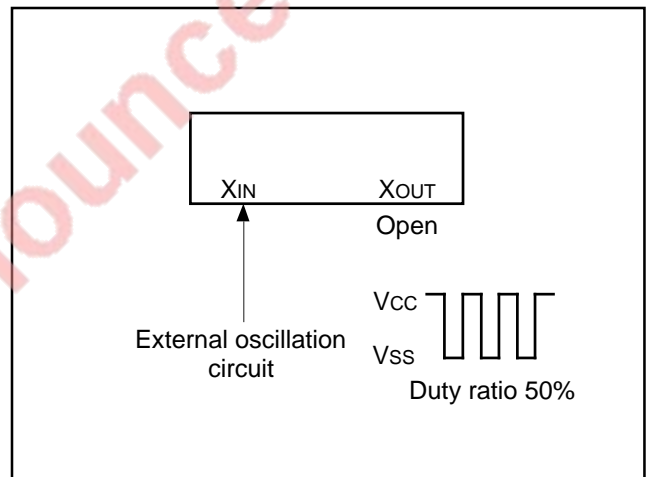 XIN XOUT
Open
External oscillation
circuit
VCC
VSS
Duty ratio 50%